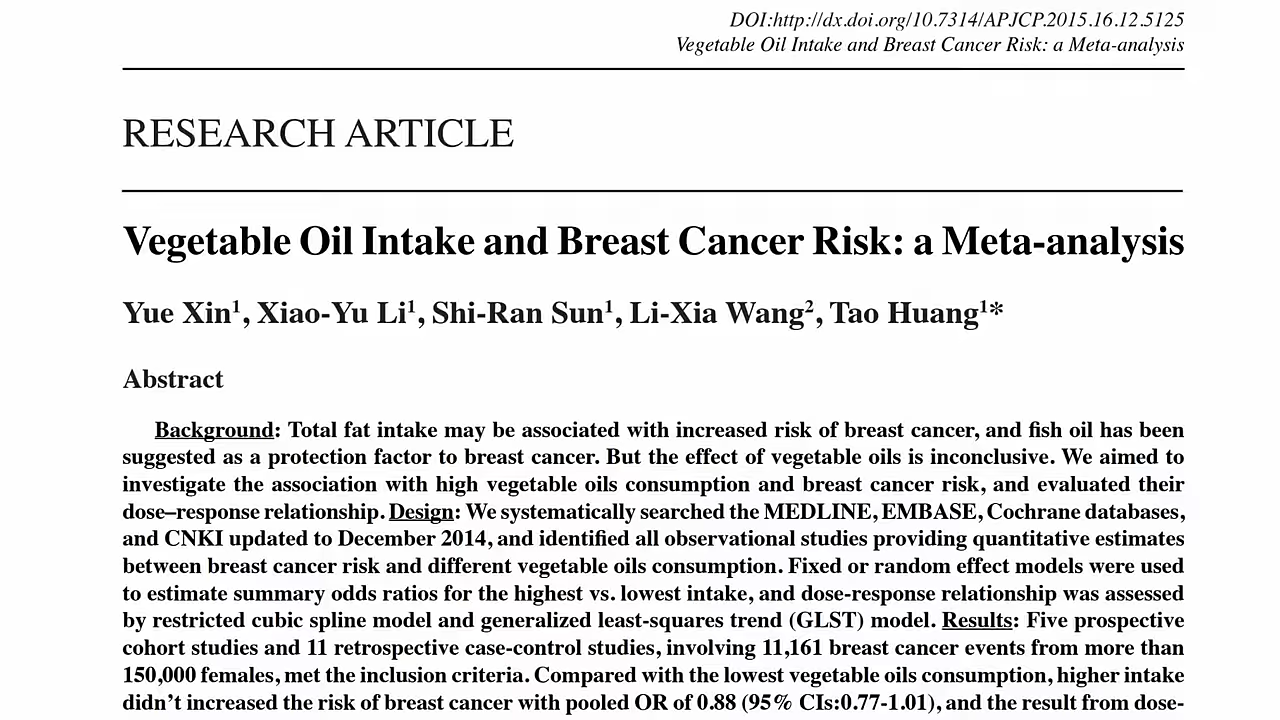 DOI:http://dx.doi.org/10.7314/APJCP.2015.16.12.5125
Vegetable Oil Intake and Breast Cancer Risk: a Meta-analysis
RESEARCH ARTICLE
Vegetable Oil Intake and Breast Cancer Risk: a Meta-analysis
Yue Xin1, Xiao-Yu Li1, Shi-Ran Sun1, Li-Xia Wang2, Tao Huang1*
Abstract
Background: Total fat intake may be associated with increased risk of breast cancer, and fish oil has been
suggested as a protection factor to breast cancer. But the effect of vegetable oils is inconclusive. We aimed to
investigate the association with high vegetable oils consumption and breast cancer risk, and evaluated their
dose–response relationship. Design: We systematically searched the MEDLINE, EMBASE, Cochrane databases,
and CNKI updated to December 2014, and identified all observational studies providing quantitative estimates
between breast cancer risk and different vegetable oils consumption. Fixed or random effect models were used
to estimate summary odds ratios for the highest vs. lowest intake, and dose-response relationship was assessed
by restricted cubic spline model and generalized least-squares trend (GLST) model. Results: Five prospective
cohort studies and 11 retrospective case-control studies, involving 11,161 breast cancer events from more than
150,000 females, met the inclusion criteria. Compared with the lowest vegetable oils consumption, higher intake
didn't increased the risk of breast cancer with pooled OR of 0.88 (95% CIs:0.77-1.01), and the result from dose-